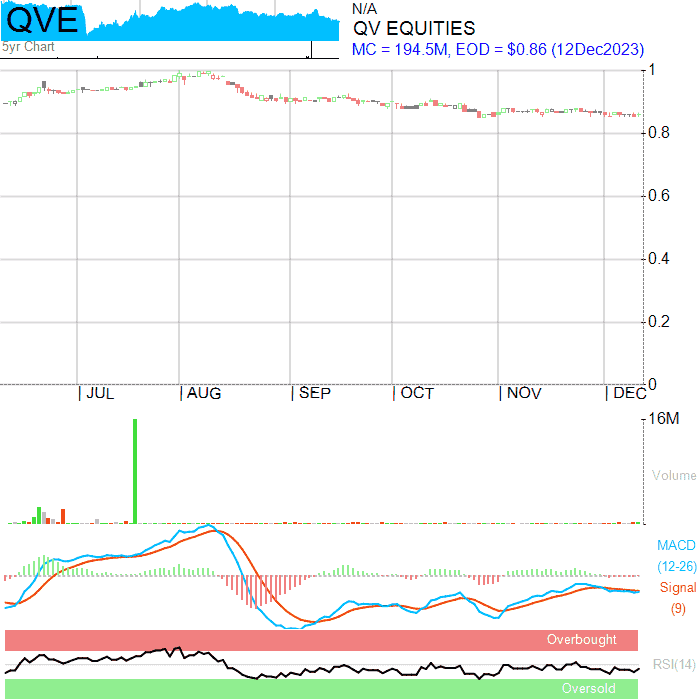 QVE
5yr Chart
N/A
QV EQUITIES
MC = 194.5M, EOD = $0.86 (12Dec2023)
1
0.8
0.6
0.4
0.2
0
| JUL | AUG | SEP | OCT | NOV | DEC
16M
Volume
MACD
(12-26)
Signal
(9)
Overbought
RSI(14)
Oversold